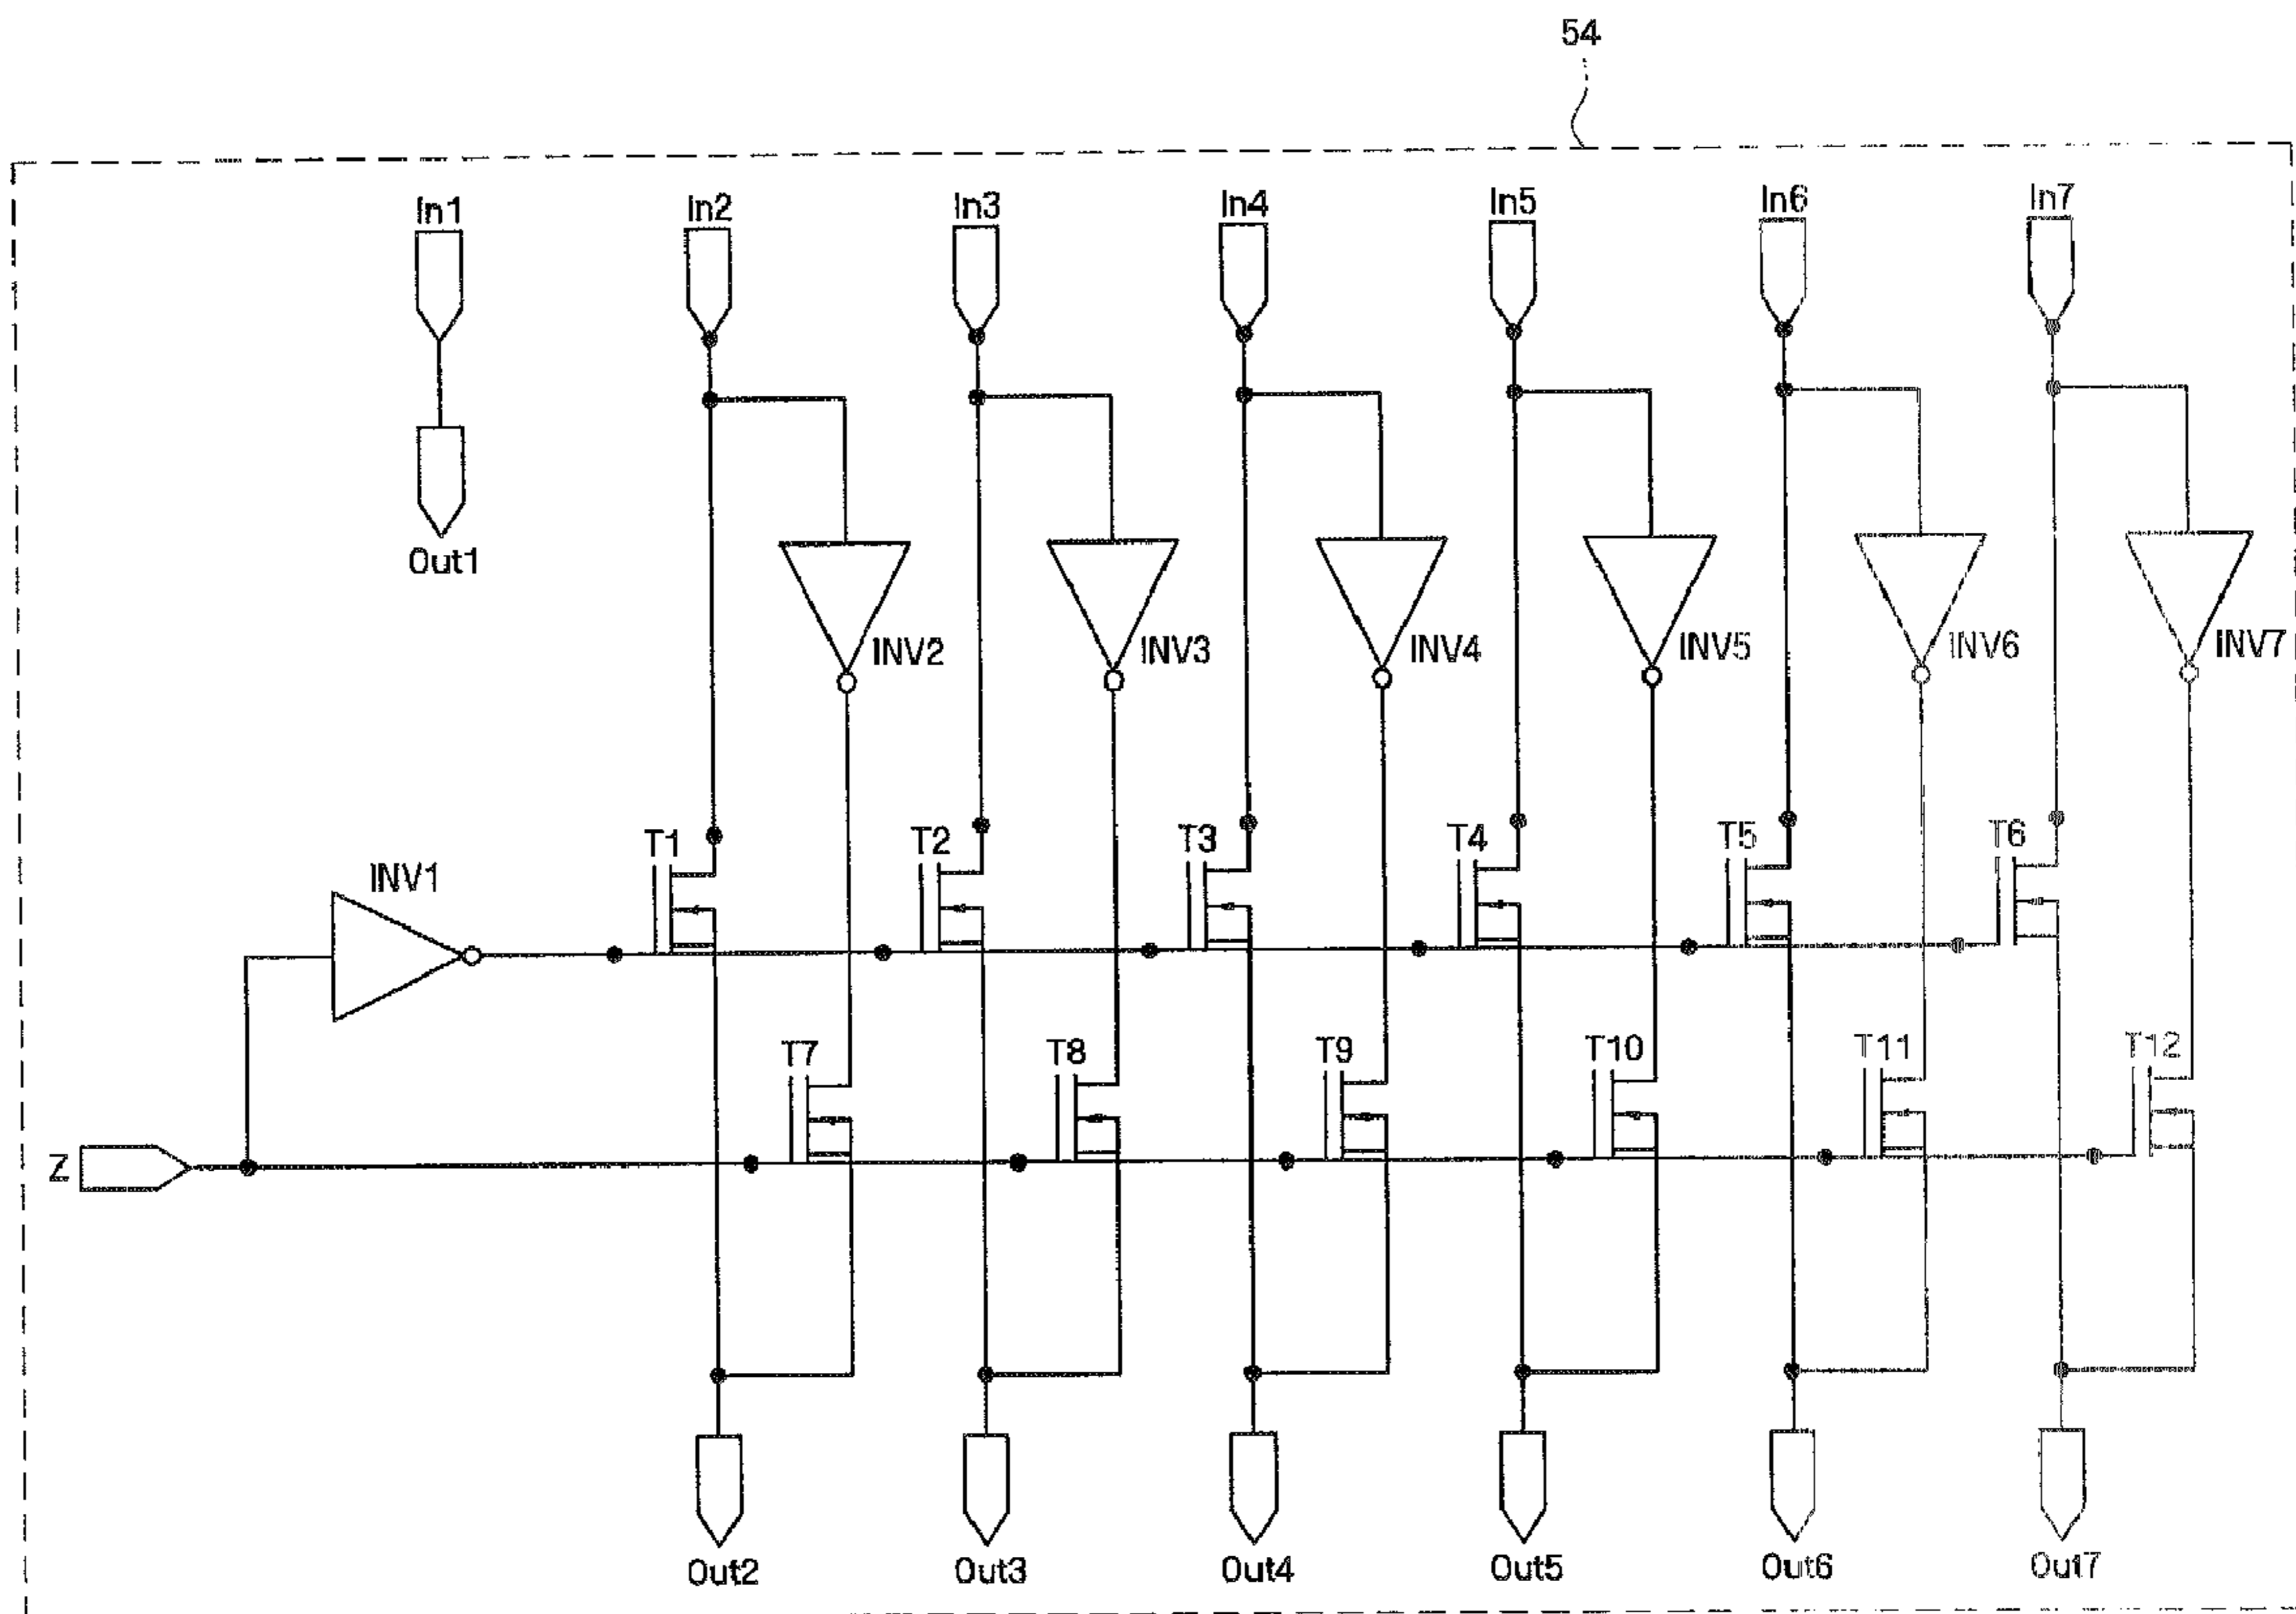 54
In1 In2 In3 In4 In5 In6 In7
Out1
INV2 INV3 INV4 INV5 INV6 INV7
T1 T2 T3 T4 T5 T6
INV1
T7 T8 T9 T10 T11 T12
Z
Out2 Out3 Out4 Out5 Out6 Out7